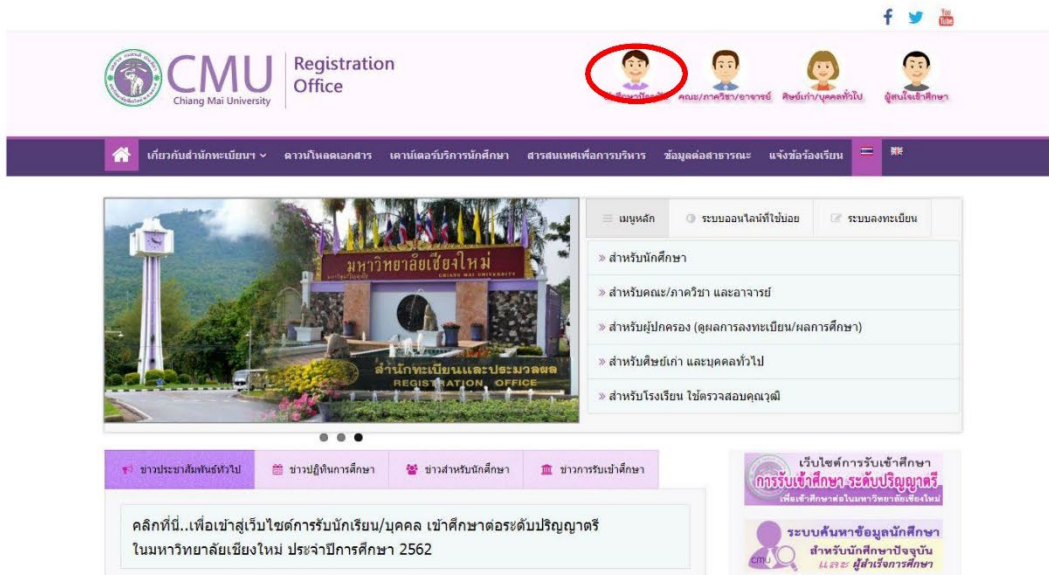 You
Tube
CMU
Chiang Mai University
Registration
Office
คณะ/ภาควิชา/อาจารย์
ศิษย์เก่า/บุคคลทั่วไป
ผู้สนใจเข้าศึกษา
เกี่ยวกับสำนักทะเบียนฯ
ดาวน์โหลดเอกสาร
เคาน์เตอร์บริการนักศึกษา
สารสนเทศเพื่อการบริหาร
ข้อมูลต่อสาธารณะ
แจ้งข้อร้องเรียน
มหาวิทยาลัยเชียงใหม่
CHIANG MAI UNIVERSITY
สำนักทะเบียนและประมวลผล
REGISTRATION OFFICE
เมนูหลัก
ระบบออนไลน์ที่ใช้บ่อย
ระบบลงทะเบียน
» สำหรับนักศึกษา
» สำหรับคณะ/ภาควิชา และอาจารย์
» สำหรับผู้ปกครอง (ดูผลการลงทะเบียน/ผลการศึกษา)
» สำหรับศิษย์เก่า และบุคคลทั่วไป
» สำหรับโรงเรียน ใช้ตรวจสอบคุณวุฒิ
ข่าวประชาสัมพันธ์ทั่วไป
ข่าวปฏิทินการศึกษา
ข่าวสำหรับนักศึกษา
ข่าวการรับเข้าศึกษา
คลิกที่นี่..เพื่อเข้าสู่เว็บไซต์การรับนักเรียน/บุคคล เข้าศึกษาต่อระดับปริญญาตรี
ในมหาวิทยาลัยเชียงใหม่ ประจำปีการศึกษา 2562
เว็บไซต์การรับเข้าศึกษา
การรับเข้าศึกษา ระดับปริญญาตรี
เพื่อเข้าศึกษาต่อในมหาวิทยาลัยเชียงใหม่
ระบบค้นหาข้อมูลนักศึกษา
สำหรับนักศึกษาปัจจุบัน
และ ผู้สำเร็จการศึกษา
cmu